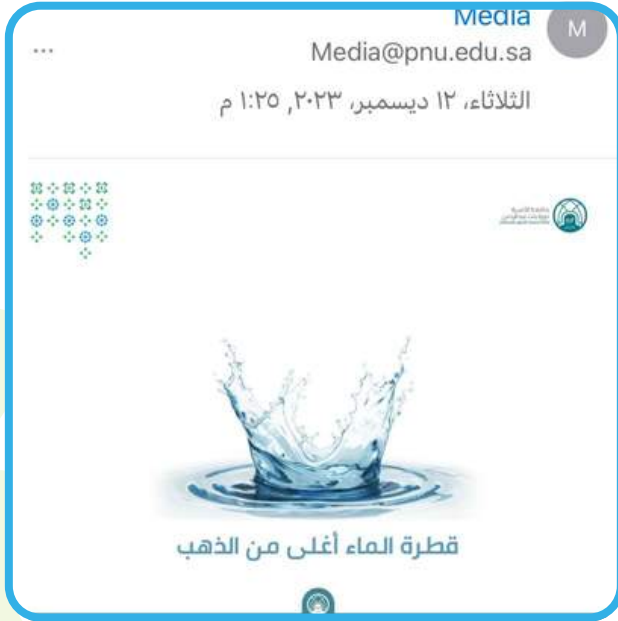 Media
M
Media@pnu.edu.sa
...
الثلاثاء، ١٢ ديسمبر، ٢٠٢٣, ١:٢٥ م
قطرة الماء أغلى من الذهب